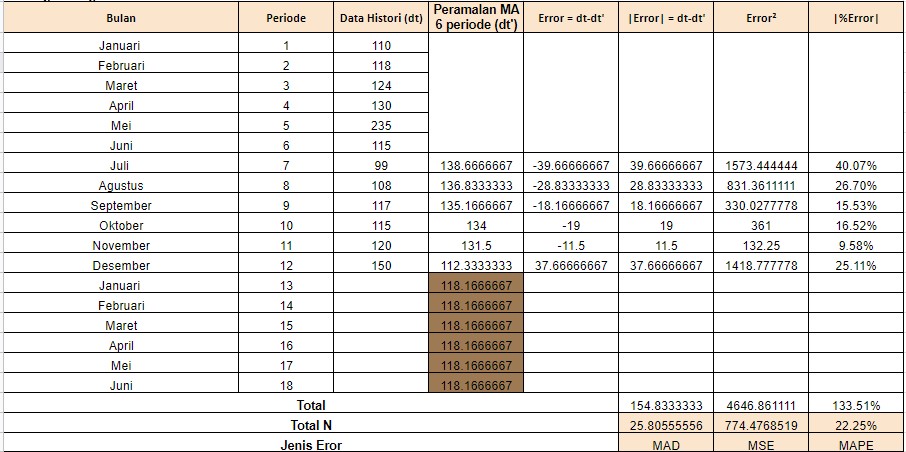 Bulan Periode Data Histori (dt) Peramalan MA 6 periode (dt') Error = dt-dt' |Error| = dt-dt' Error² |%Error|
Januari 1 110
Februari 2 118
Maret 3 124
April 4 130
Mei 5 235
Juni 6 115
Juli 7 99 138.6666667 -39.66666667 39.66666667 1573.444444 40.07%
Agustus 8 108 136.8333333 -28.83333333 28.83333333 831.3611111 26.70%
September 9 117 135.1666667 -18.16666667 18.16666667 330.0277778 15.53%
Oktober 10 115 134 -19 19 361 16.52%
November 11 120 131.5 -11.5 11.5 132.25 9.58%
Desember 12 150 112.3333333 37.66666667 37.66666667 1418.777778 25.11%
Januari 13 118.1666667
Februari 14 118.1666667
Maret 15 118.1666667
April 16 118.1666667
Mei 17 118.1666667
Juni 18 118.1666667
Total 154.8333333 4646.861111 133.51%
Total N 25.80555556 774.4768519 22.25%
Jenis Eror MAD MSE MAPE